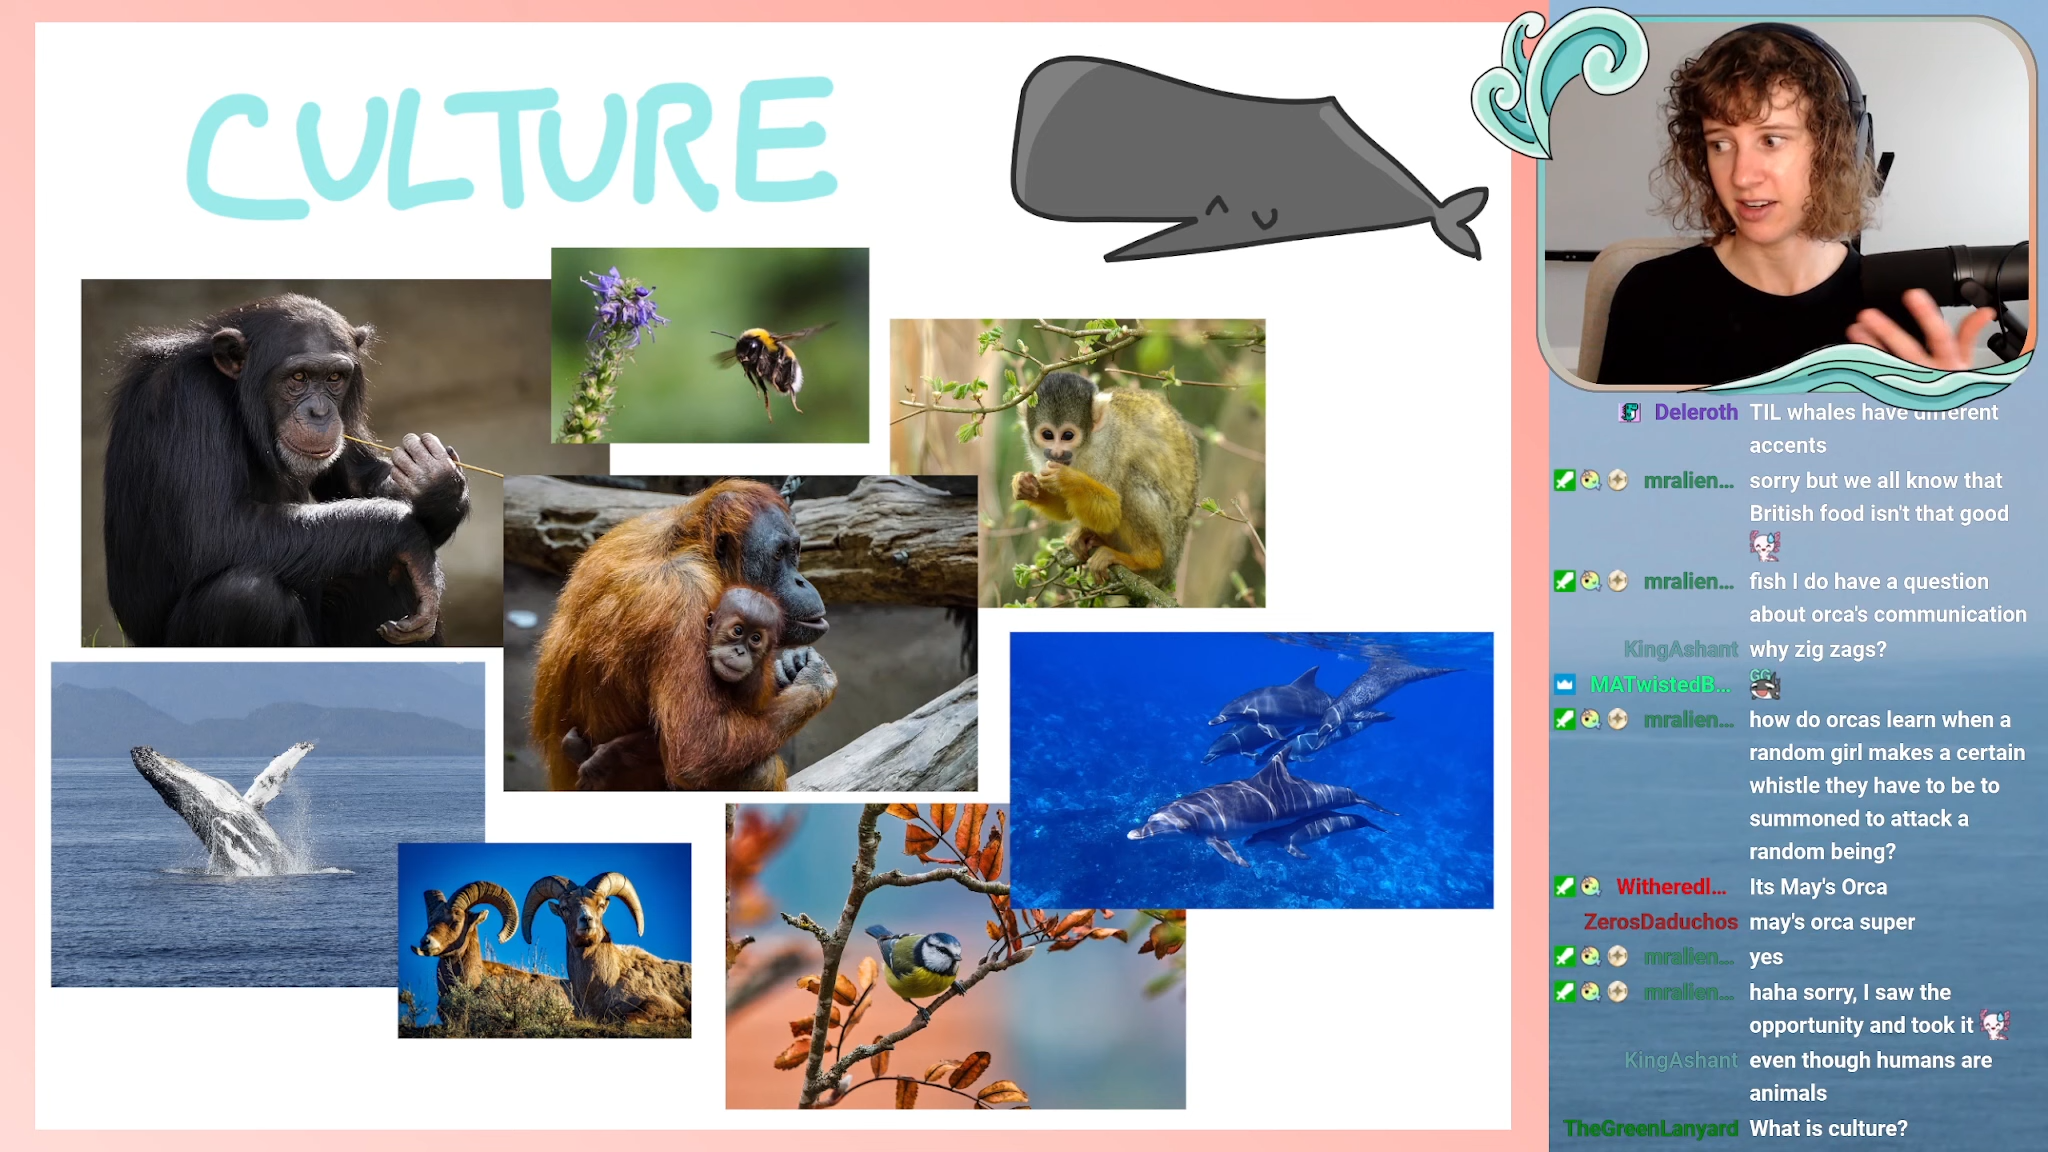 CULTURE
Deleroth TIL whales have different
accents
mralien... sorry but we all know that
British food isn't that good
mralien... fish I do have a question
about orca's communication
KingAshant why zig zags?
MATwistedB... GG
mralien... how do orcas learn when a
random girl makes a certain
whistle they have to be to
summoned to attack a
random being?
Witheredl... Its May's Orca
ZerosDaduchos may's orca super
mralien... yes
mralien... haha sorry, I saw the
opportunity and took it
KingAshant even though humans are
animals
TheGreenLanyard What is culture?